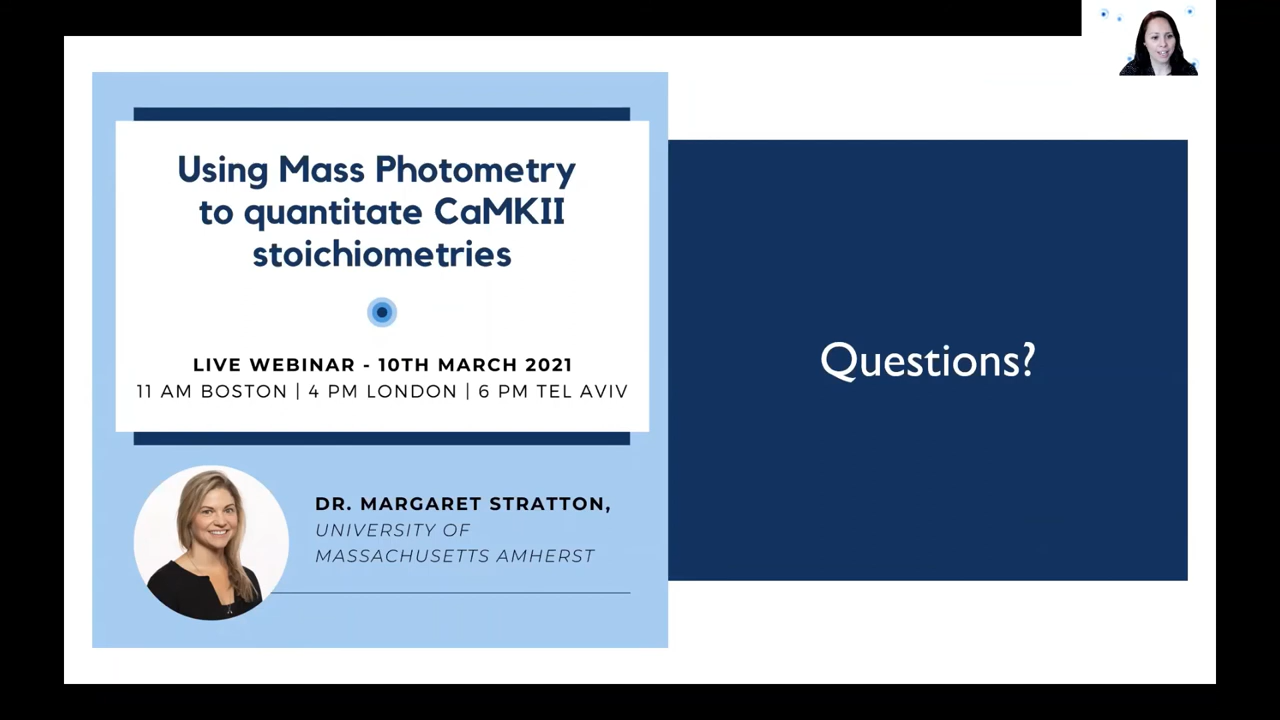 Using Mass Photometry
to quantitate CaMKII
stoichiometries
LIVE WEBINAR - 10TH MARCH 2021
11 AM BOSTON | 4 PM LONDON | 6 PM TEL AVIV
DR. MARGARET STRATTON,
UNIVERSITY OF
MASSACHUSETTS AMHERST
Questions?